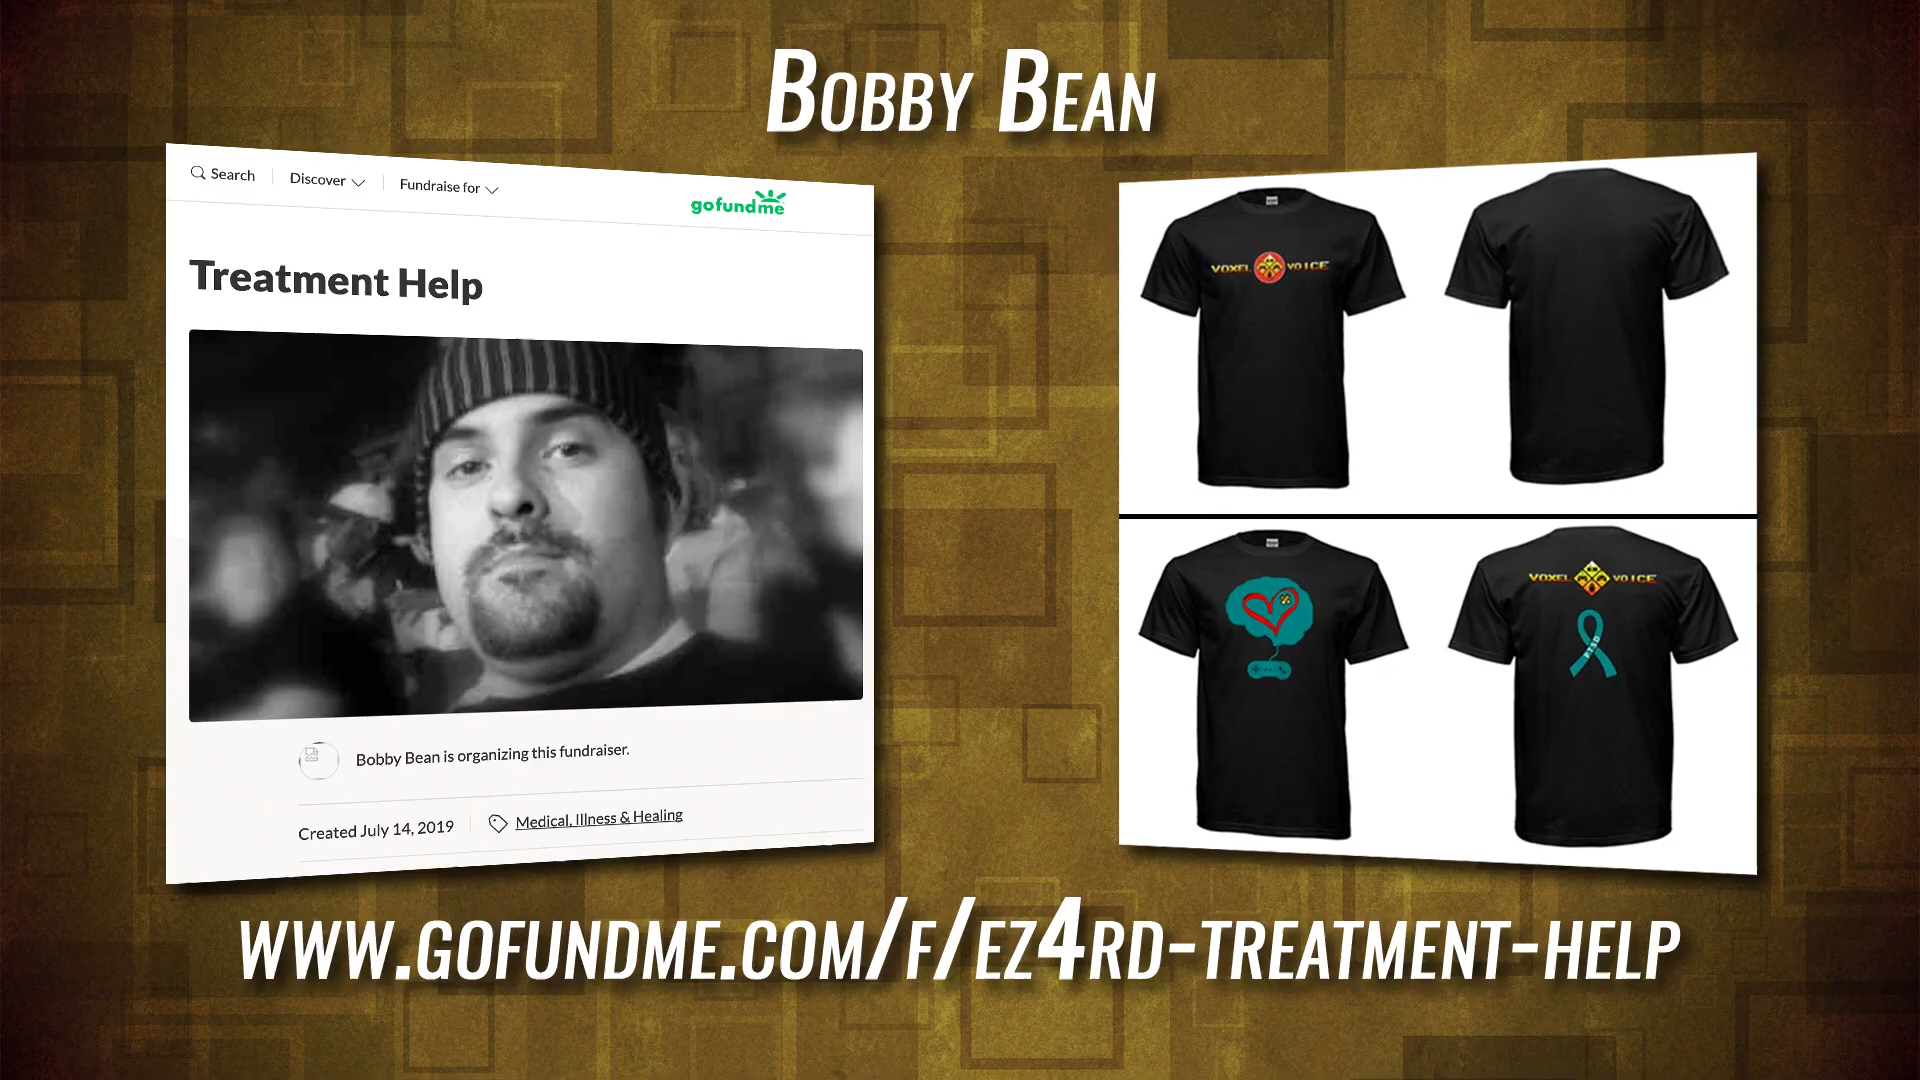 Bobby Bean
Search
Discover
Fundraise for
gofundme
Treatment Help
Bobby Bean is organizing this fundraiser.
Created July 14, 2019
Medical, Illness & Healing
VOXEL VOICE
VOXEL VOICE
PTSD
www.gofundme.com/f/ez4rd-treatment-help